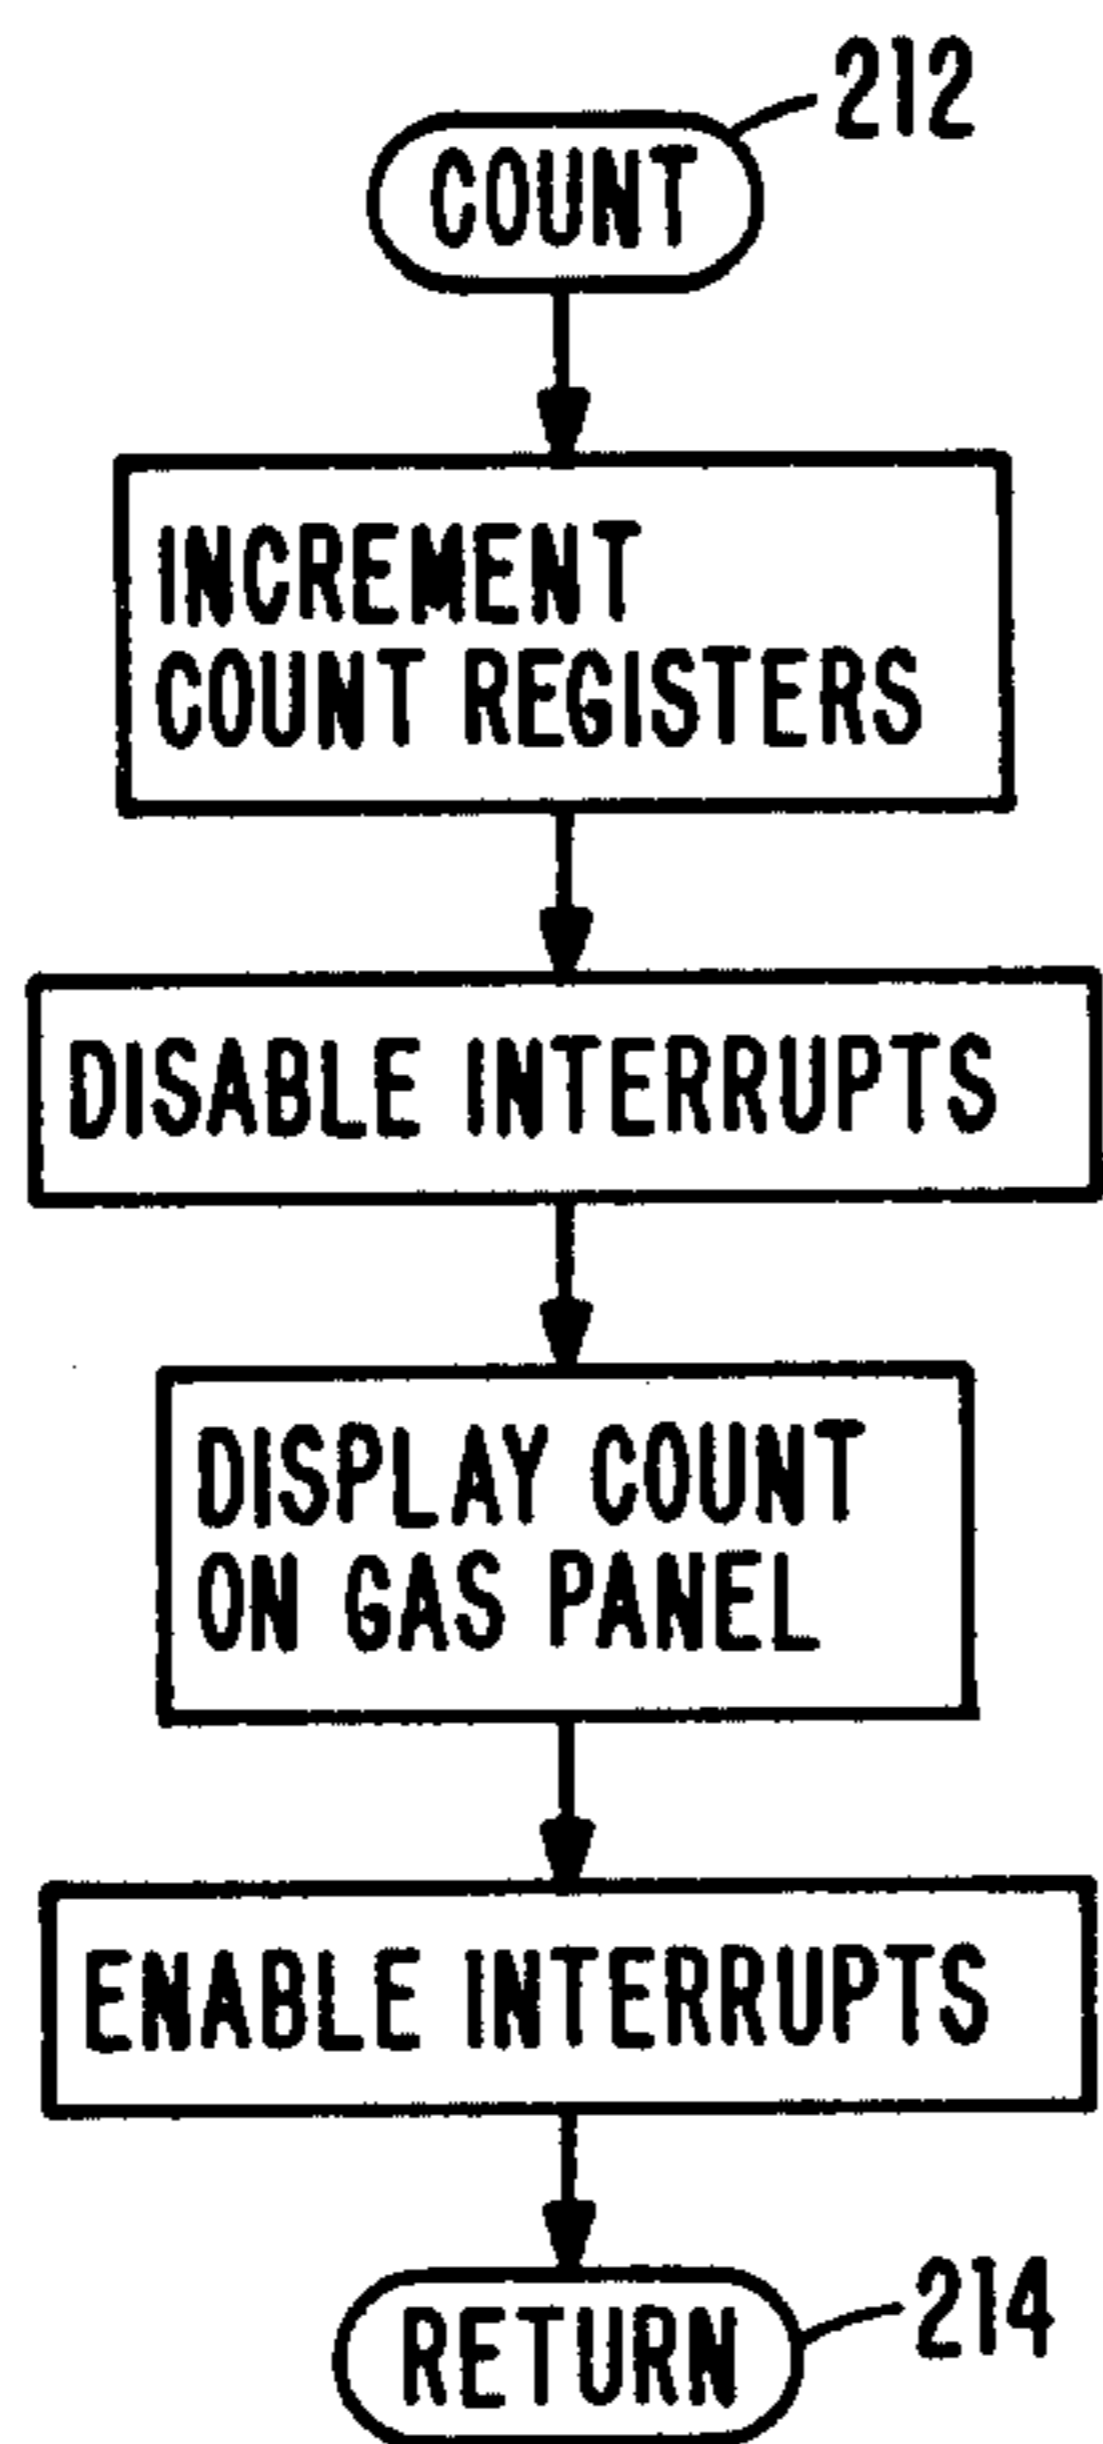 212
COUNT
INCREMENT
COUNT REGISTERS
DISABLE INTERRUPTS
DISPLAY COUNT
ON GAS PANEL
ENABLE INTERRUPTS
RETURN
214